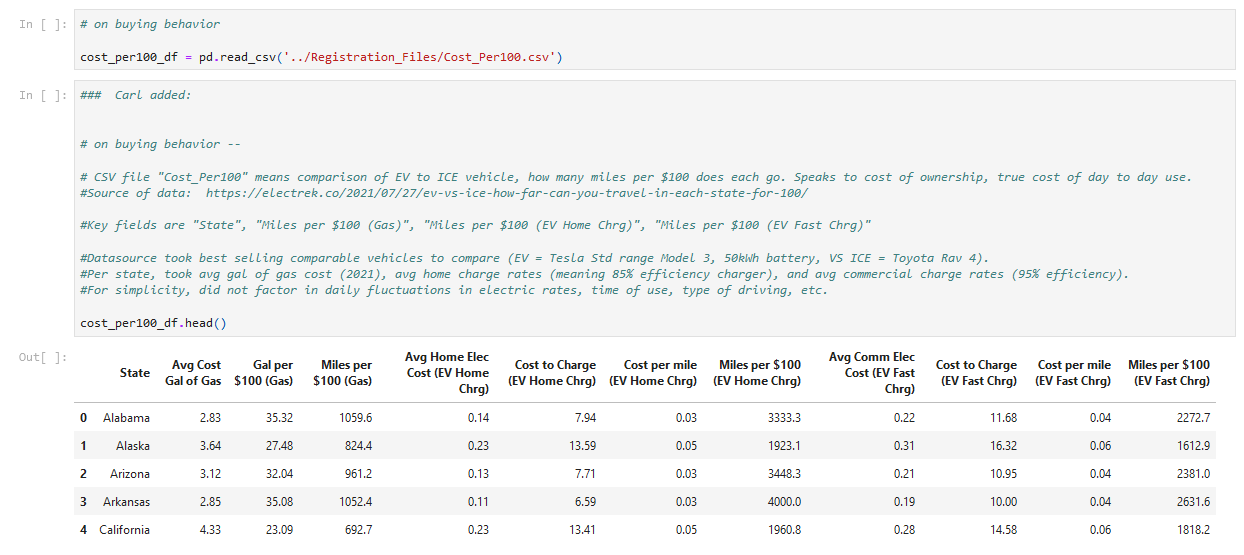 In [ ]: # on buying behavior
cost_per100_df = pd.read_csv('../Registration_Files/Cost_Per100.csv')
In [ ]: ### Carl added:
# on buying behavior --
# CSV file "Cost_Per100" means comparison of EV to ICE vehicle, how many miles per $100 does each go. Speaks to cost of ownership, true cost of day to day use.
#Source of data:  https://electrek.co/2021/07/27/ev-vs-ice-how-far-can-you-travel-in-each-state-for-100/
#Key fields are "State", "Miles per $100 (Gas)", "Miles per $100 (EV Home Chrg)", "Miles per $100 (EV Fast Chrg)"
#Datasource took best selling comparable vehicles to compare (EV = Tesla Std range Model 3, 50kWh battery, VS ICE = Toyota Rav 4).
#Per state, took avg gal of gas cost (2021), avg home charge rates (meaning 85% efficiency charger), and avg commercial charge rates (95% efficiency).
#For simplicity, did not factor in daily fluctuations in electric rates, time of use, type of driving, etc.
cost_per100_df.head()
Out[ ]:
State Avg Cost Gal of Gas Gal per $100 (Gas) Miles per $100 (Gas) Avg Home Elec Cost (EV Home Chrg) Cost to Charge (EV Home Chrg) Cost per mile (EV Home Chrg) Miles per $100 (EV Home Chrg) Avg Comm Elec Cost (EV Fast Chrg) Cost to Charge (EV Fast Chrg) Cost per mile (EV Fast Chrg) Miles per $100 (EV Fast Chrg)
0 Alabama 2.83 35.32 1059.6 0.14 7.94 0.03 3333.3 0.22 11.68 0.04 2272.7
1 Alaska 3.64 27.48 824.4 0.23 13.59 0.05 1923.1 0.31 16.32 0.06 1612.9
2 Arizona 3.12 32.04 961.2 0.13 7.71 0.03 3448.3 0.21 10.95 0.04 2381.0
3 Arkansas 2.85 35.08 1052.4 0.11 6.59 0.03 4000.0 0.19 10.00 0.04 2631.6
4 California 4.33 23.09 692.7 0.23 13.41 0.05 1960.8 0.28 14.58 0.06 1818.2